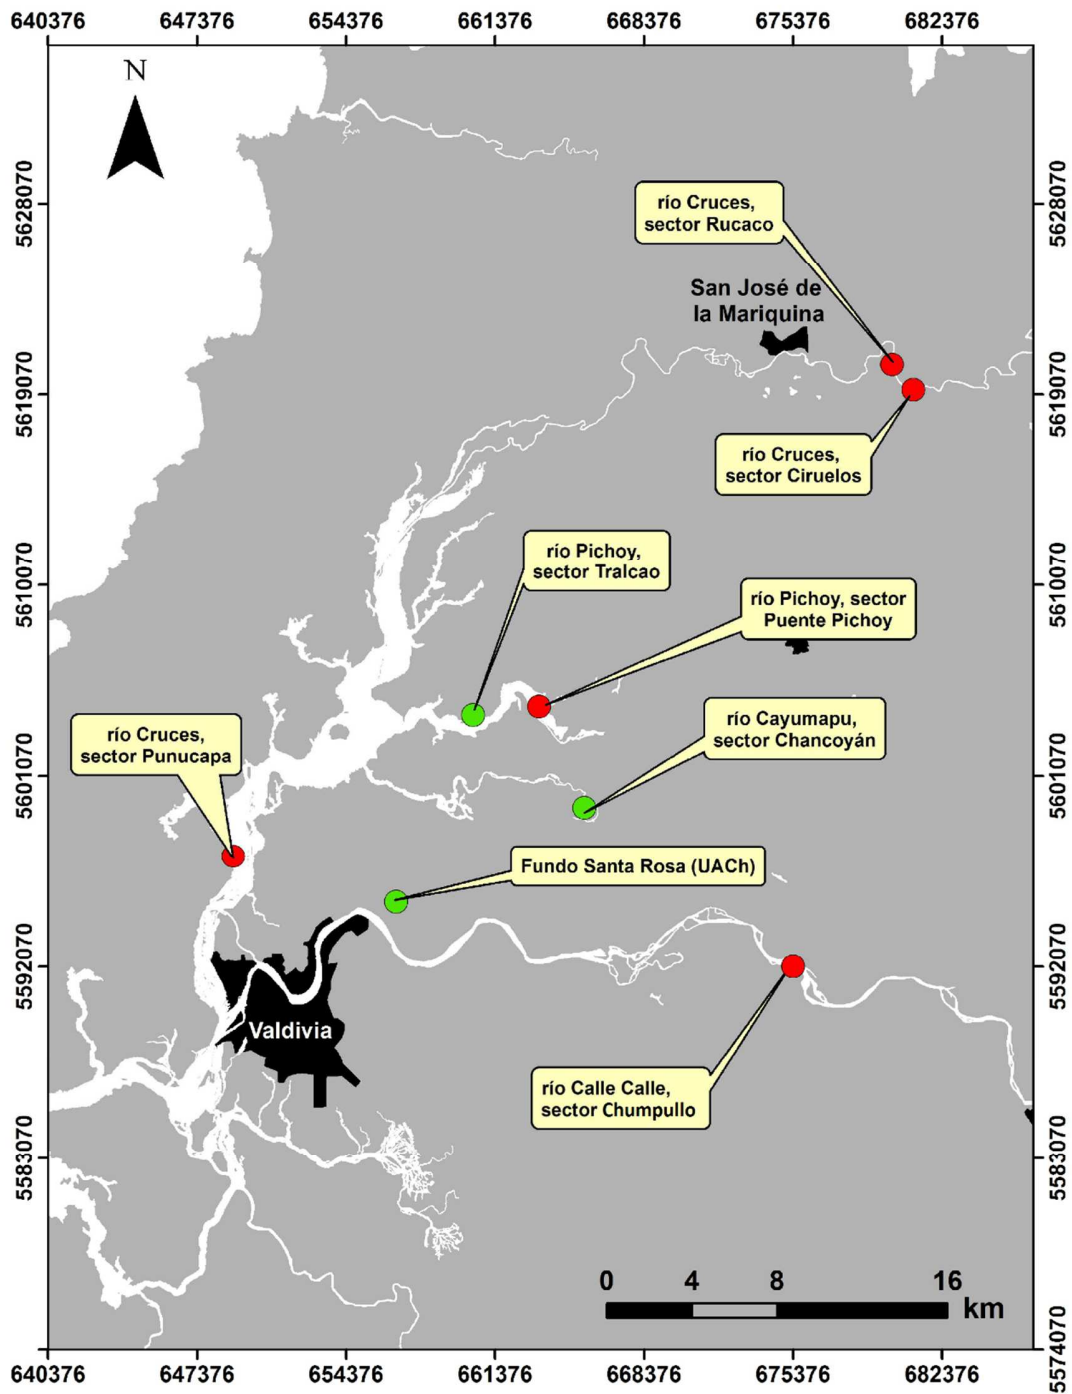 640376 647376 654376 661376 668376 675376 682376
N
5628070
5628070
río Cruces,
sector Rucaco
San José de
la Mariquina
5619070
5619070
río Cruces,
sector Ciruelos
río Pichoy,
sector Tralcao
5610070
5610070
río Pichoy, sector
Puente Pichoy
río Cayumapu,
sector Chancoyán
río Cruces,
sector Punucapa
5601070
5601070
Fundo Santa Rosa (UACh)
5592070
5592070
Valdivia
río Calle Calle,
sector Chumpullo
5583070
5583070
0 4 8 16
km
5574070
5574070
640376 647376 654376 661376 668376 675376 682376